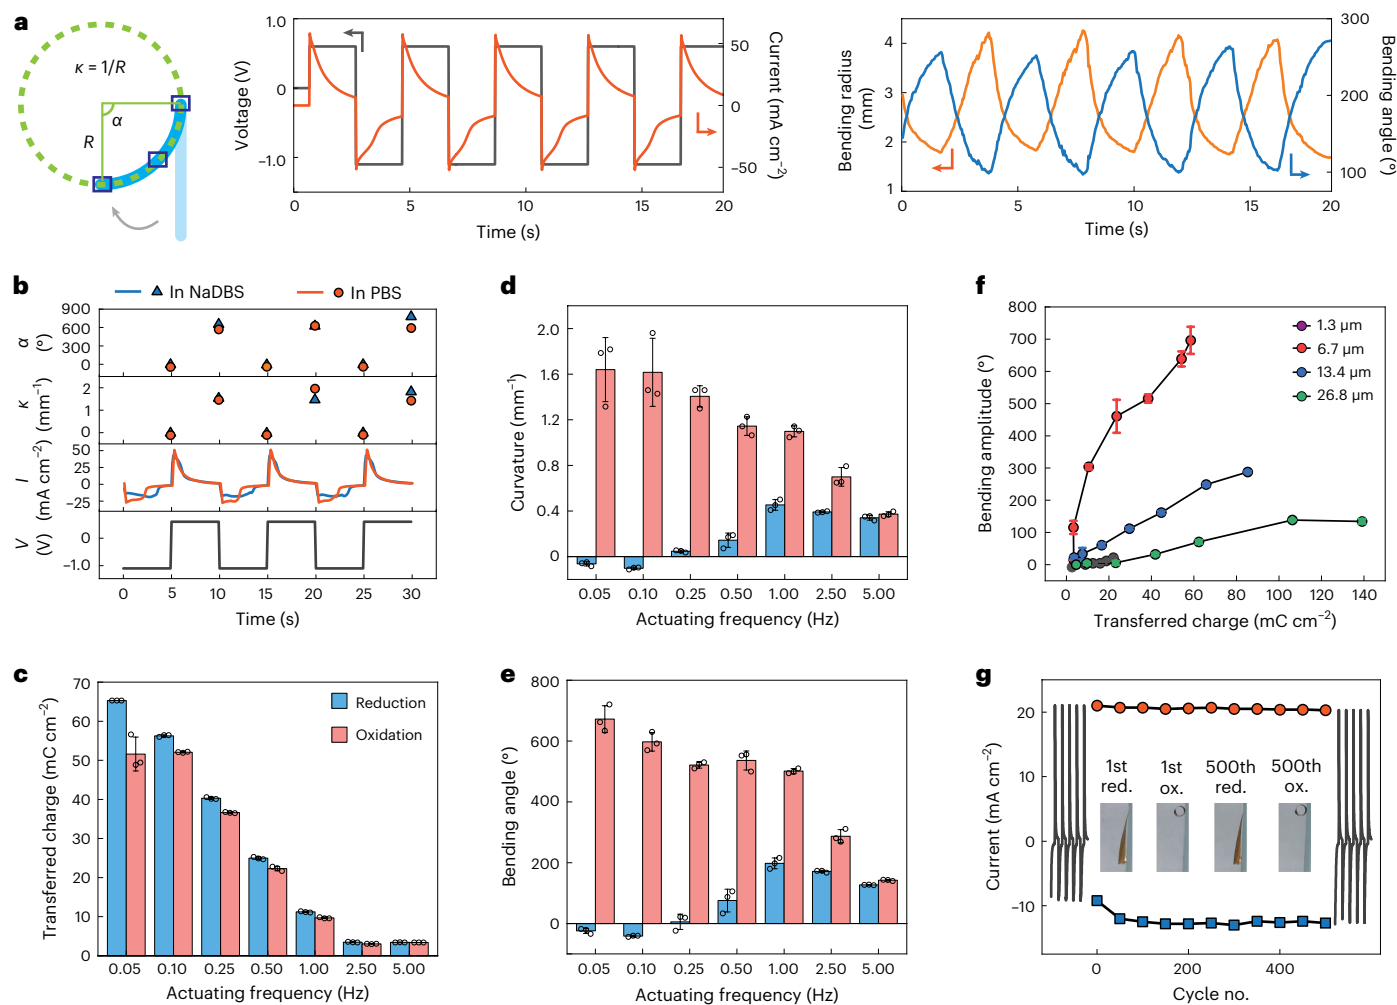 a
κ = 1/R
α
R
Voltage (V)
1.0
0
−1.0
50
0
−50
Current (mA cm−2)
0
5
10
15
20
Time (s)
Bending radius
(mm)
4
3
2
1
300
200
100
Bending angle (°)
0
5
10
15
20
Time (s)
b
In NaDBS
In PBS
α
(°)
900
600
300
0
κ
(mm−1)
2
1
0
I
(mA cm−2)
50
25
0
−25
V
(V)
0
−1.0
0
5
10
15
20
25
30
Time (s)
c
Transferred charge (mC cm−2)
70
60
50
40
30
20
10
0
Reduction
Oxidation
0.05
0.10
0.25
0.50
1.00
2.50
5.00
Actuating frequency (Hz)
d
Curvature (mm−1)
2.0
1.6
1.2
0.8
0.4
0
0.05
0.10
0.25
0.50
1.00
2.50
5.00
Actuating frequency (Hz)
e
Bending angle (°)
800
600
400
200
0
0.05
0.10
0.25
0.50
1.00
2.50
5.00
Actuating frequency (Hz)
f
Bending amplitude (°)
800
700
600
500
400
300
200
100
0
1.3 µm
6.7 µm
13.4 µm
26.8 µm
0
20
40
60
80
100
120
140
Transferred charge (mC cm−2)
g
Current (mA cm−2)
20
10
0
−10
1st
red.
1st
ox.
500th
red.
500th
ox.
0
200
400
Cycle no.